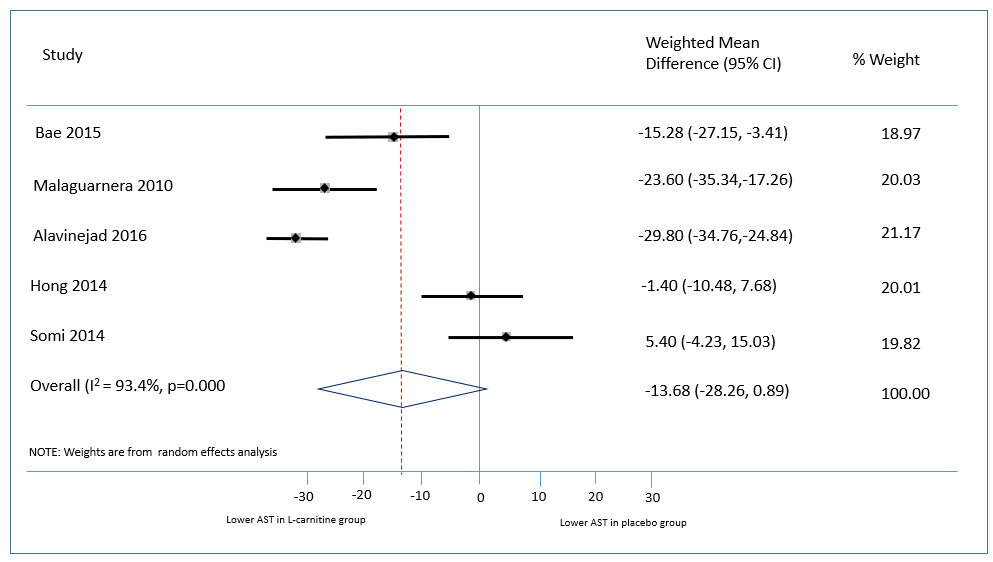 Study
Weighted Mean
Difference (95% CI)
% Weight
Bae 2015 -15.28 (-27.15, -3.41) 18.97
Malaguarnera 2010 -23.60 (-35.34,-17.26) 20.03
Alavinejad 2016 -29.80 (-34.76,-24.84) 21.17
Hong 2014 -1.40 (-10.48, 7.68) 20.01
Somi 2014 5.40 (-4.23, 15.03) 19.82
Overall (I² = 93.4%, p=0.000 -13.68 (-28.26, 0.89) 100.00
NOTE: Weights are from random effects analysis
-30 -20 -10 0 10 20 30
Lower AST in L-carnitine group Lower AST in placebo group